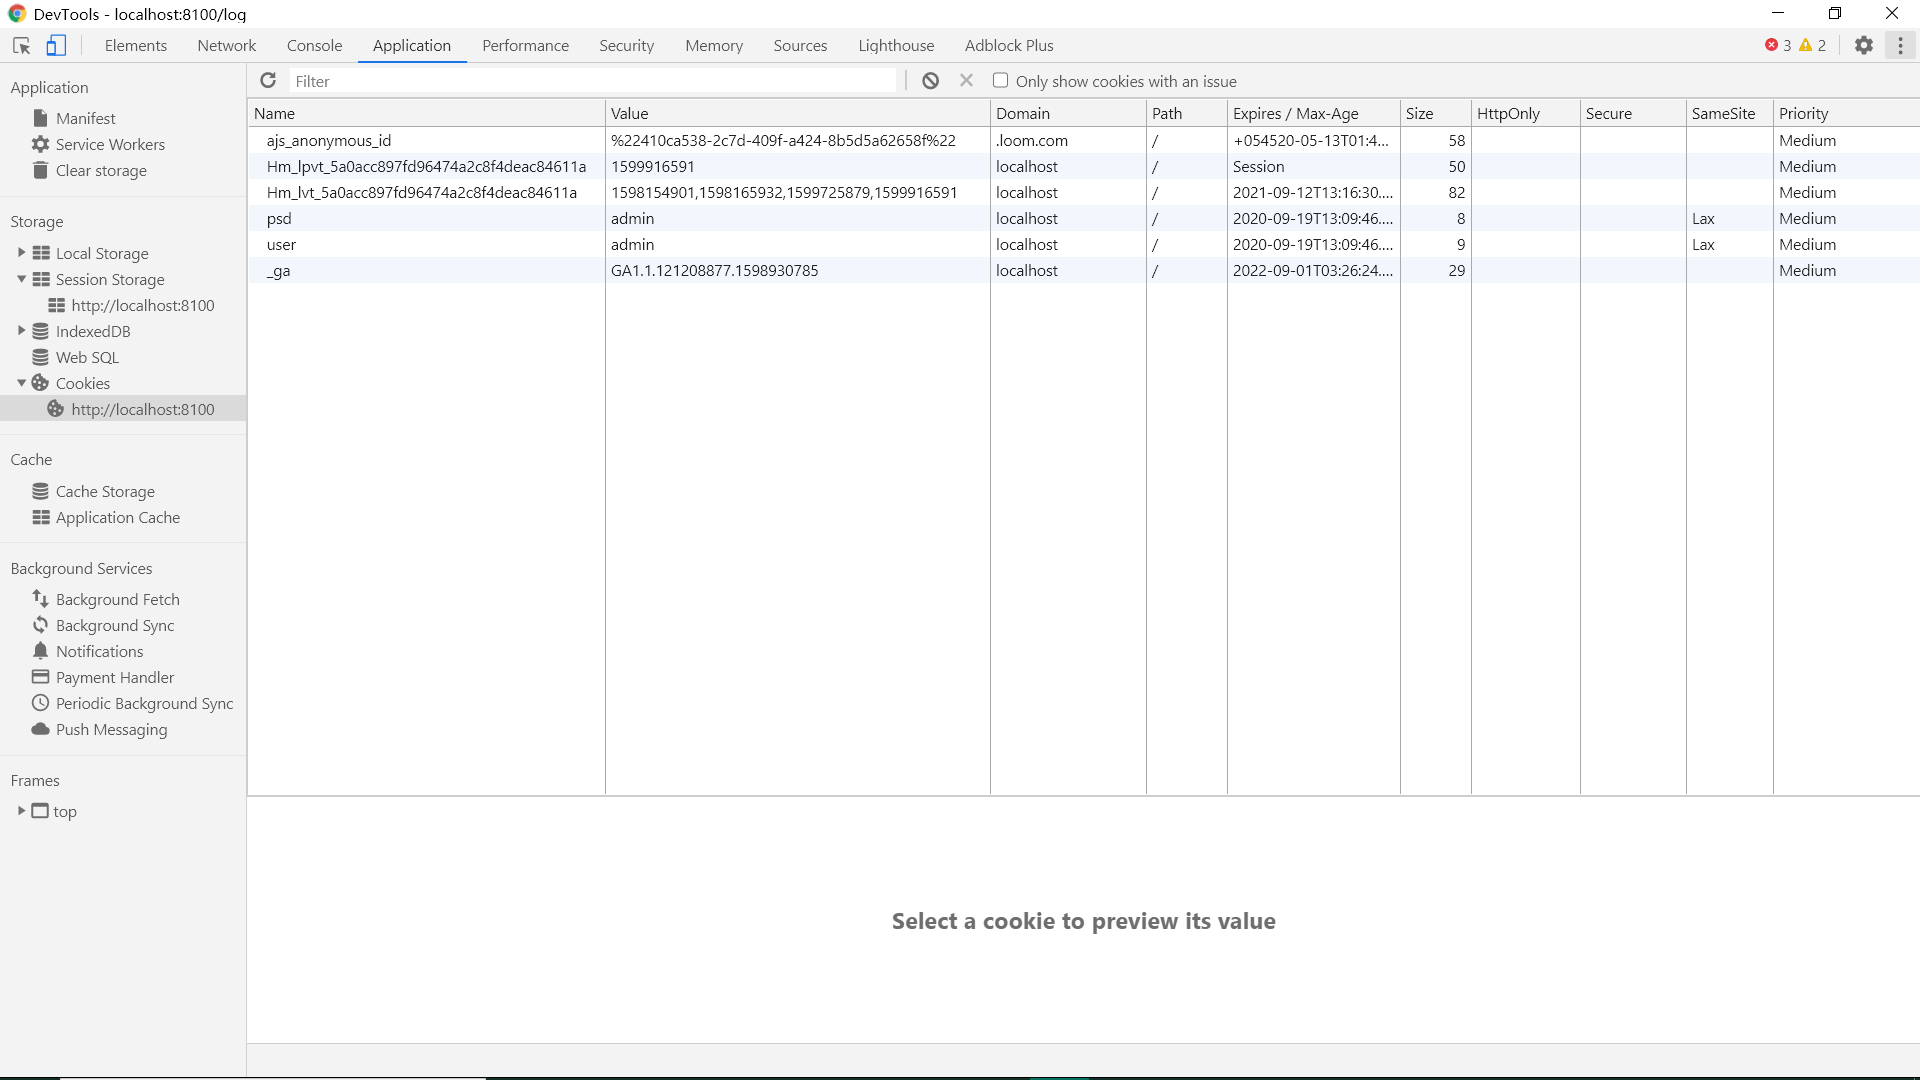 DevTools - localhost:8100/log
Elements Network Console Application Performance Security Memory Sources Lighthouse Adblock Plus 3 2
Application
Manifest
Service Workers
Clear storage
Storage
Local Storage
Session Storage
http://localhost:8100
IndexedDB
Web SQL
Cookies
http://localhost:8100
Cache
Cache Storage
Application Cache
Background Services
Background Fetch
Background Sync
Notifications
Payment Handler
Periodic Background Sync
Push Messaging
Frames
top
Filter Only show cookies with an issue
Name Value Domain Path Expires / Max-Age Size HttpOnly Secure SameSite Priority
ajs_anonymous_id %22410ca538-2c7d-409f-a424-8b5d5a62658f%22 .loom.com / +054520-05-13T01:4... 58 Medium
Hm_lpvt_5a0acc897fd96474a2c8f4deac84611a 1599916591 localhost / Session 50 Medium
Hm_lvt_5a0acc897fd96474a2c8f4deac84611a 1598154901,1598165932,1599725879,1599916591 localhost / 2021-09-12T13:16:30.... 82 Medium
psd admin localhost / 2020-09-19T13:09:46.... 8 Lax Medium
user admin localhost / 2020-09-19T13:09:46.... 9 Lax Medium
_ga GA1.1.121208877.1598930785 localhost / 2022-09-01T03:26:24.... 29 Medium
Select a cookie to preview its value